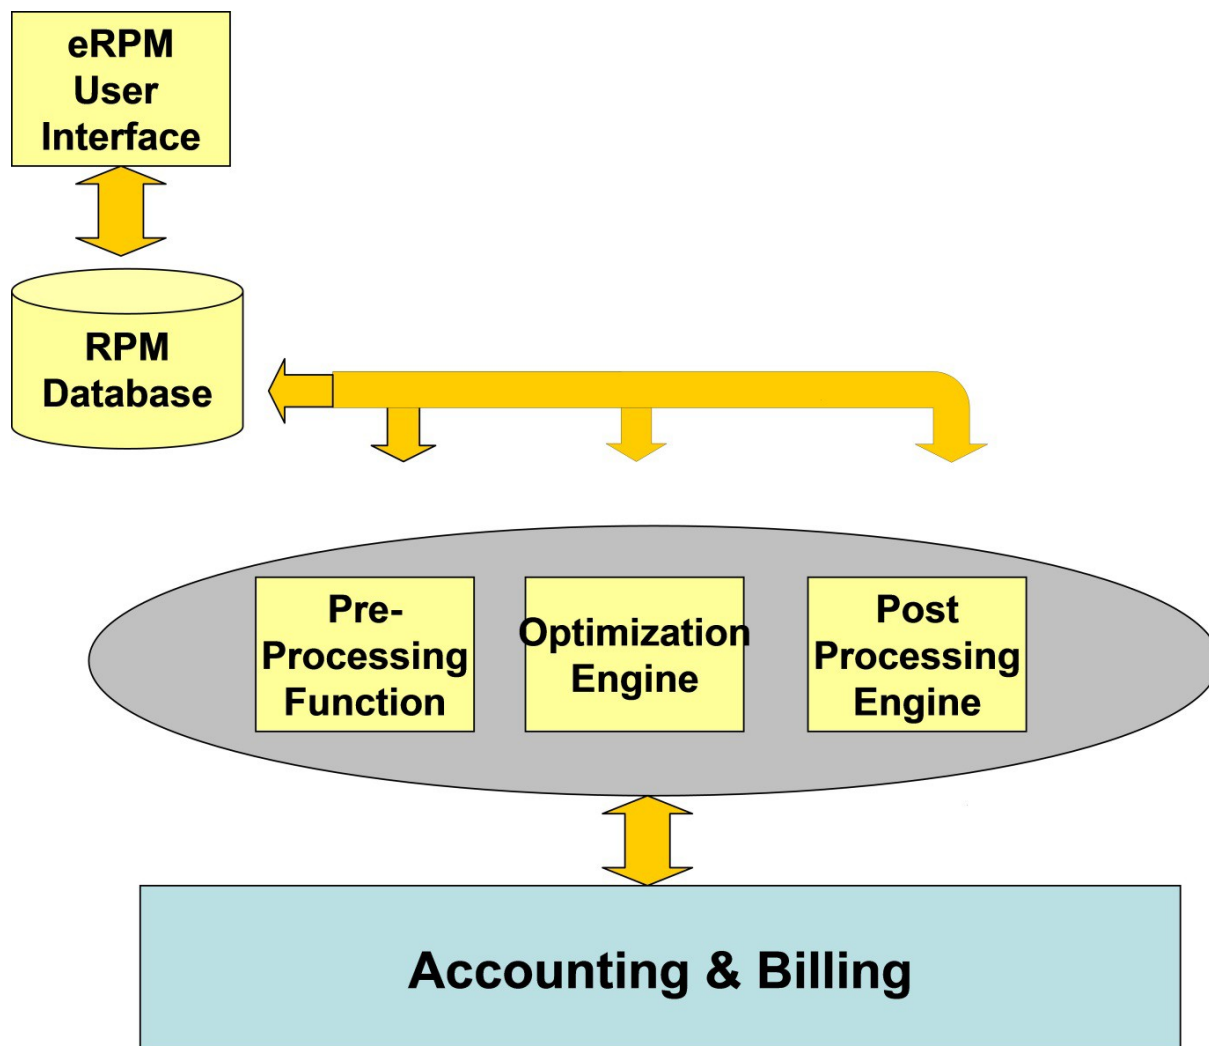 eRPM
User
Interface
RPM
Database
Pre-
Processing
Function
Optimization
Engine
Post
Processing
Engine
Accounting & Billing